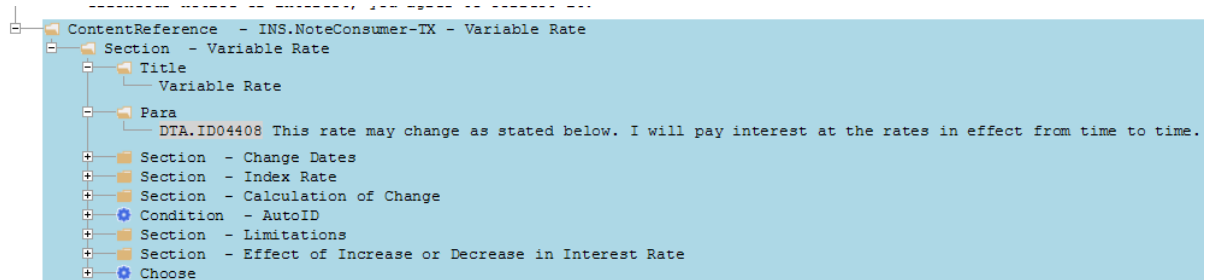 ContentReference - INS.NoteConsumer-TX - Variable Rate
Section - Variable Rate
Title
Variable Rate
Para
DTA.ID04408 This rate may change as stated below. I will pay interest at the rates in effect from time to time.
Section - Change Dates
Section - Index Rate
Section - Calculation of Change
Condition - AutoID
Section - Limitations
Section - Effect of Increase or Decrease in Interest Rate
Choose